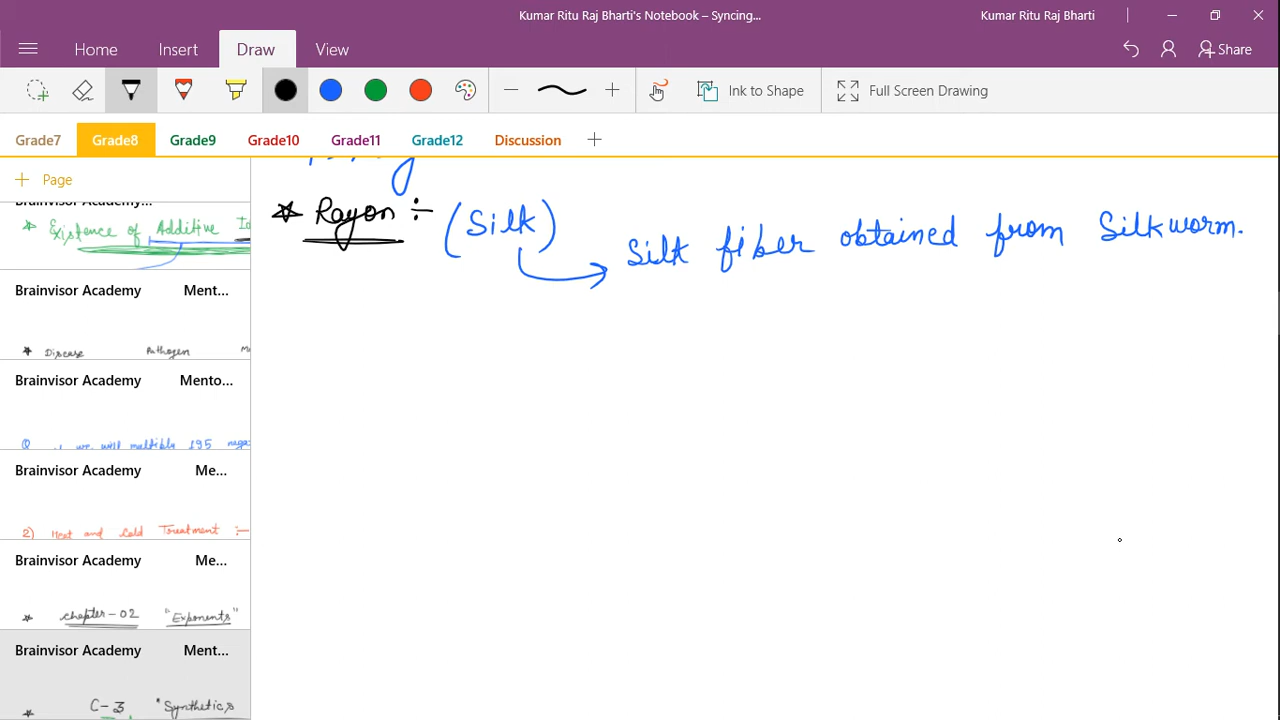 Kumar Ritu Raj Bharti's Notebook – Syncing...
Kumar Ritu Raj Bharti
Home Insert Draw View
Share
Ink to Shape Full Screen Drawing
Grade7 Grade8 Grade9 Grade10 Grade11 Grade12 Discussion
Page
Brainvisor Academy...
* Existence of Additive
Brainvisor Academy Ment...
* Disease Pathogen
Brainvisor Academy Mento...
Q will multiply 195
Brainvisor Academy Me...
2) Heat and Cold Treatment :-
Brainvisor Academy Me...
* chapter-02 "Exponents"
Brainvisor Academy Ment...
* C-3 "Synthetics
* Rayon :- (Silk)
Silk fiber obtained from Silkworm.